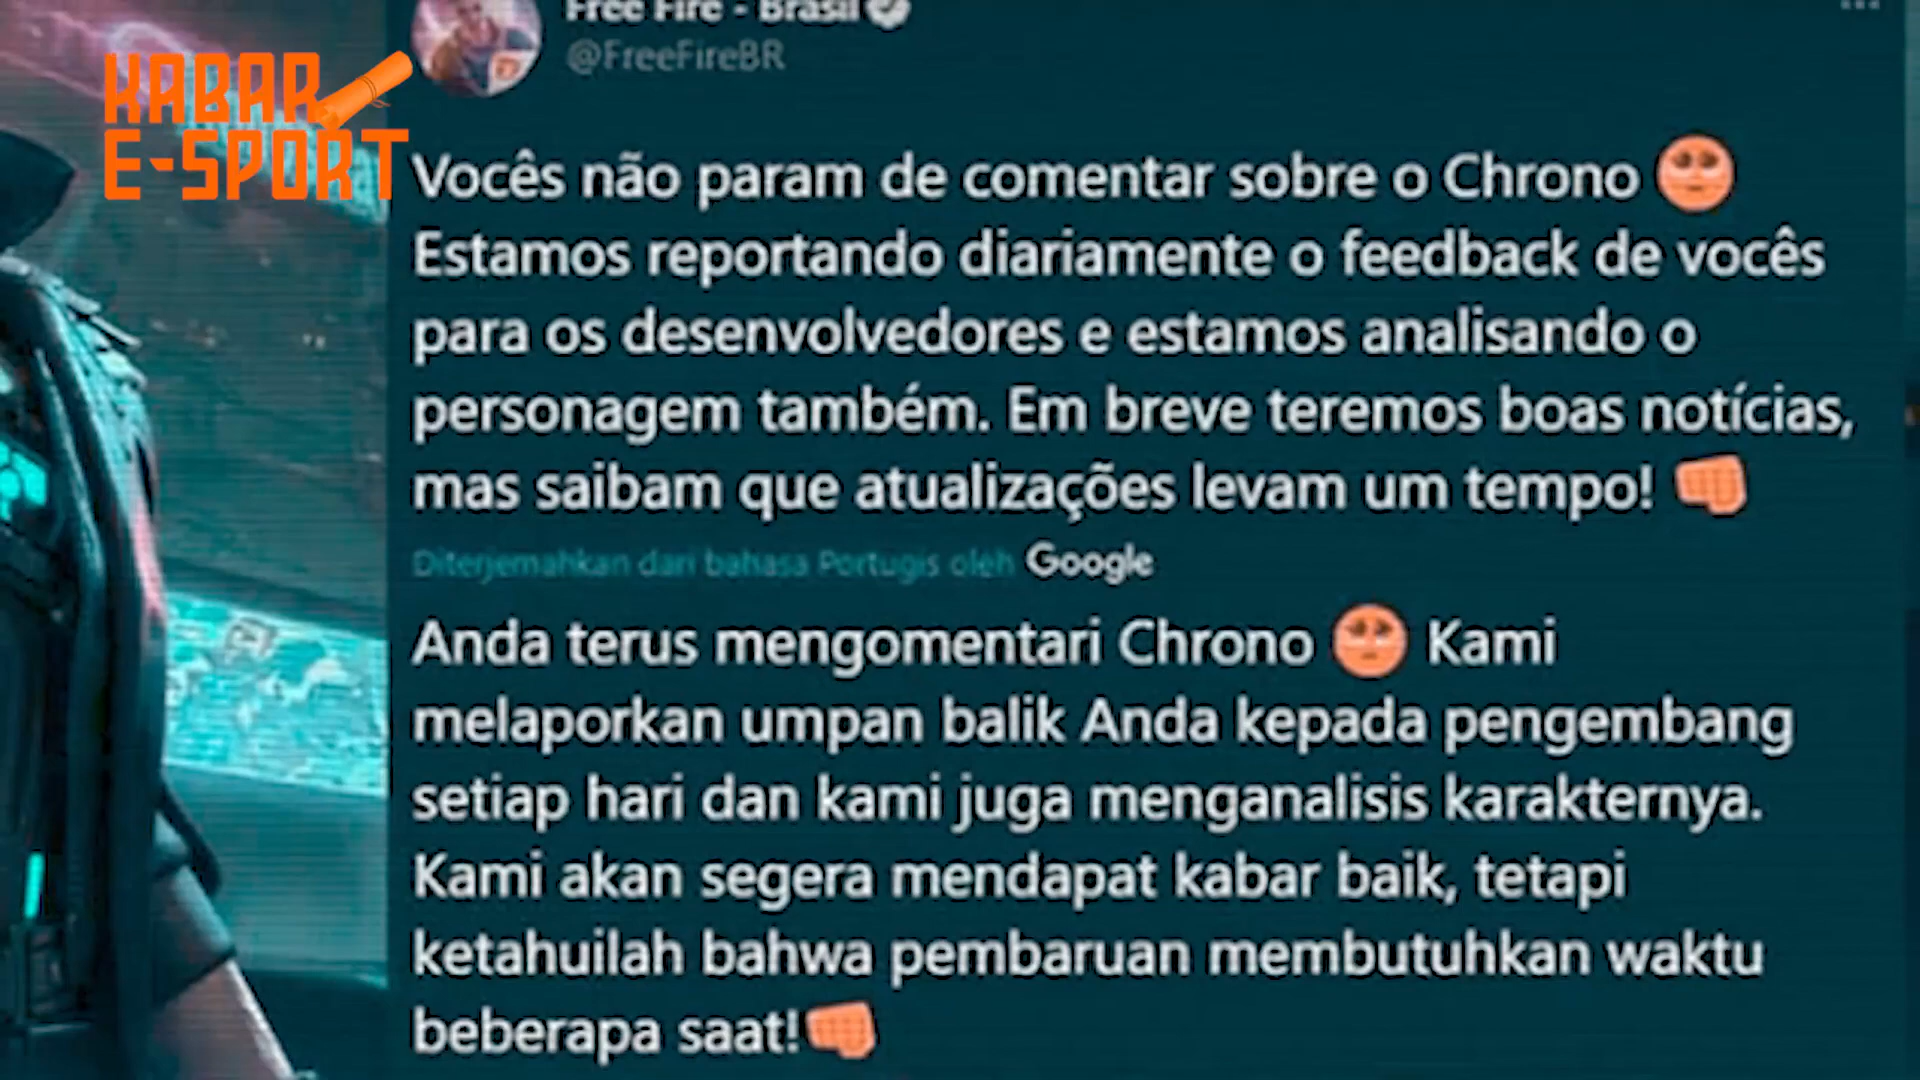 KABAR
E-SPORT
Free Fire - Brasil
@FreeFireBR
Vocês não param de comentar sobre o Chrono 🥺
Estamos reportando diariamente o feedback de vocês
para os desenvolvedores e estamos analisando o
personagem também. Em breve teremos boas notícias,
mas saibam que atualizações levam um tempo! 👊
Diterjemahkan dari bahasa Portugis oleh Google
Anda terus mengomentari Chrono 🥺 Kami
melaporkan umpan balik Anda kepada pengembang
setiap hari dan kami juga menganalisis karakternya.
Kami akan segera mendapat kabar baik, tetapi
ketahuilah bahwa pembaruan membutuhkan waktu
beberapa saat!👊